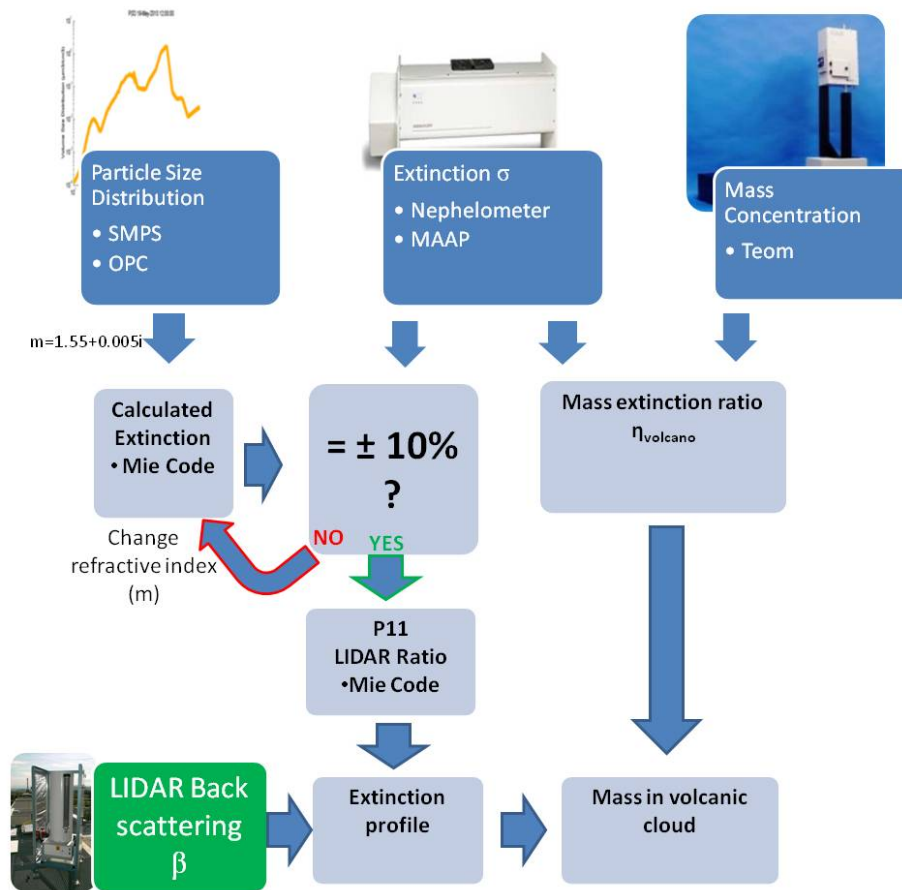 Particle Size
Distribution
• SMPS
• OPC
Extinction σ
• Nephelometer
• MAAP
Mass
Concentration
• Teom
m=1.55+0.005i
Calculated
Extinction
• Mie Code
= ± 10%
?
Mass extinction ratio
ηvolcano
NO
YES
Change
refractive index
(m)
P11
LIDAR Ratio
•Mie Code
LIDAR Back
scattering
β
Extinction
profile
Mass in volcanic
cloud